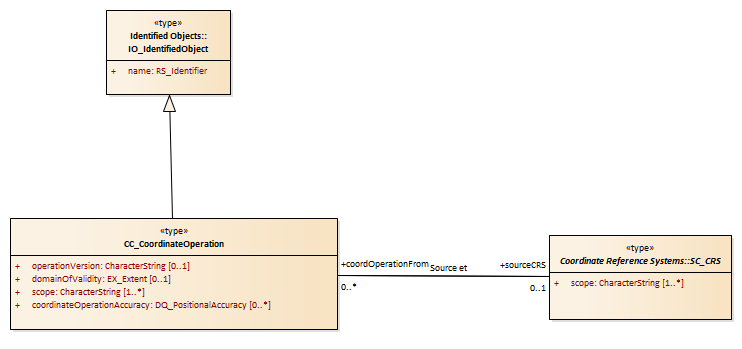 «type»
Identified Objects::
IO_IdentifiedObject
+ name: RS_Identifier
«type»
CC_CoordinateOperation
+ operationVersion: CharacterString [0..1]
+ domainOfValidity: EX_Extent [0..1]
+ scope: CharacterString [1..*]
+ coordinateOperationAccuracy: DQ_PositionalAccuracy [0..*]
+coordOperationFrom
Source et
+sourceCRS
0..*
0..1
«type»
Coordinate Reference Systems::SC_CRS
+ scope: CharacterString [1..*]